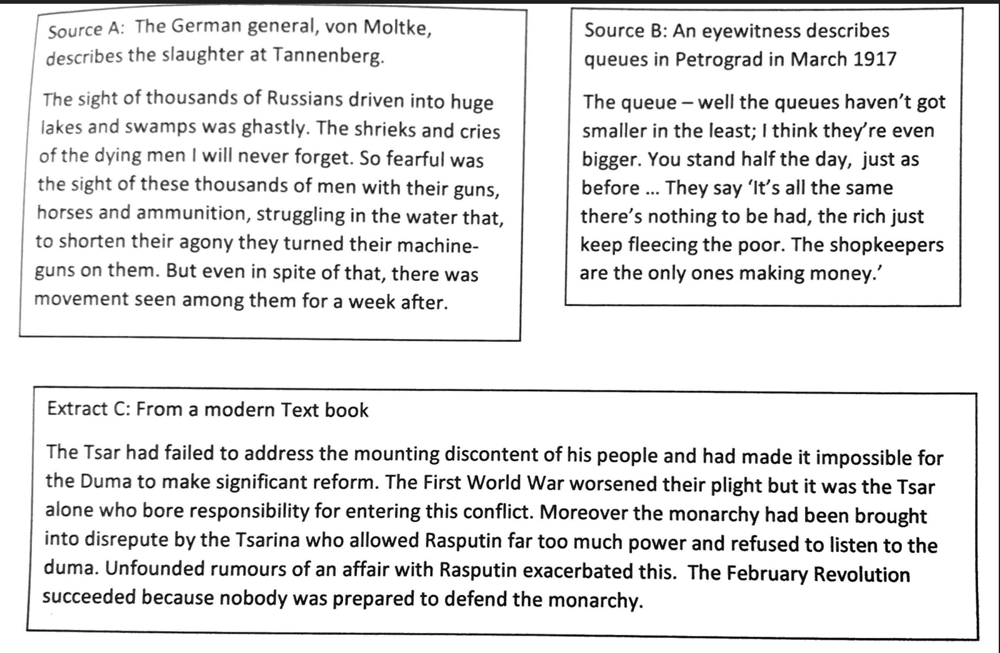 Source A: The German general, von Moltke,
describes the slaughter at Tannenberg.
The sight of thousands of Russians driven into huge
lakes and swamps was ghastly. The shrieks and cries
of the dying men I will never forget. So fearful was
the sight of these thousands of men with their guns,
horses and ammunition, struggling in the water that,
to shorten their agony they turned their machine-
guns on them. But even in spite of that, there was
movement seen among them for a week after.
Source B: An eyewitness describes
queues in Petrograd in March 1917
The queue – well the queues haven't got
smaller in the least; I think they're even
bigger. You stand half the day, just as
before ... They say 'It's all the same
there's nothing to be had, the rich just
keep fleecing the poor. The shopkeepers
are the only ones making money.'
Extract C: From a modern Text book
The Tsar had failed to address the mounting discontent of his people and had made it impossible for
the Duma to make significant reform. The First World War worsened their plight but it was the Tsar
alone who bore responsibility for entering this conflict. Moreover the monarchy had been brought
into disrepute by the Tsarina who allowed Rasputin far too much power and refused to listen to the
duma. Unfounded rumours of an affair with Rasputin exacerbated this. The February Revolution
succeeded because nobody was prepared to defend the monarchy.